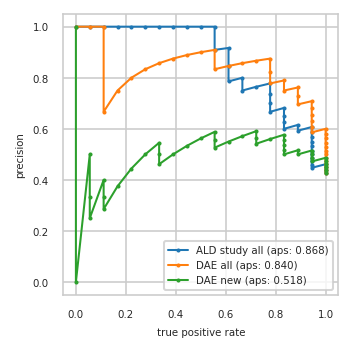 precision
1.0
0.8
0.6
0.4
0.2
0.0
ALD study all (aps: 0.868)
DAE all (aps: 0.840)
DAE new (aps: 0.518)
0.0 0.2 0.4 0.6 0.8 1.0
true positive rate